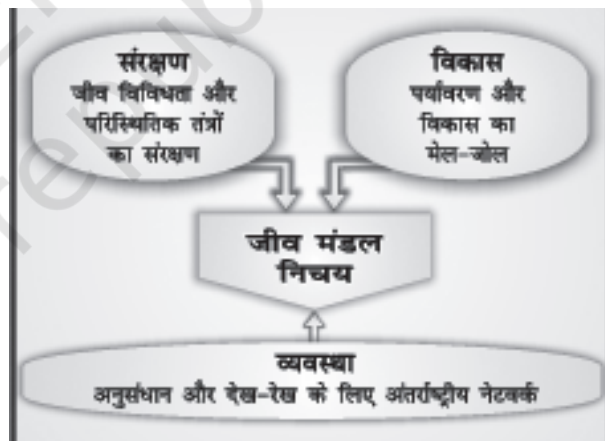 संरक्षण
जीव विविधता और
परिस्थितिक तंत्रों
का संरक्षण
विकास
पर्यावरण और
विकास का
मेल-जोल
जीव मंडल
निचय
व्यवस्था
अनुसंधान और देख-रेख के लिए अंतर्राष्ट्रीय नेटवर्क